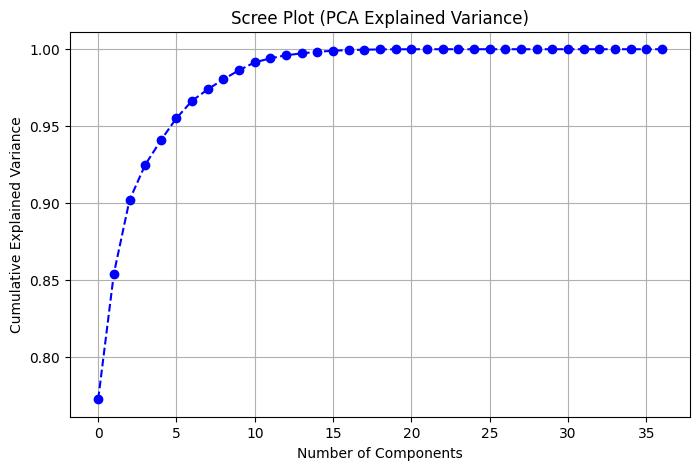 Scree Plot (PCA Explained Variance)
Cumulative Explained Variance
1.00
0.95
0.90
0.85
0.80
0 5 10 15 20 25 30 35
Number of Components